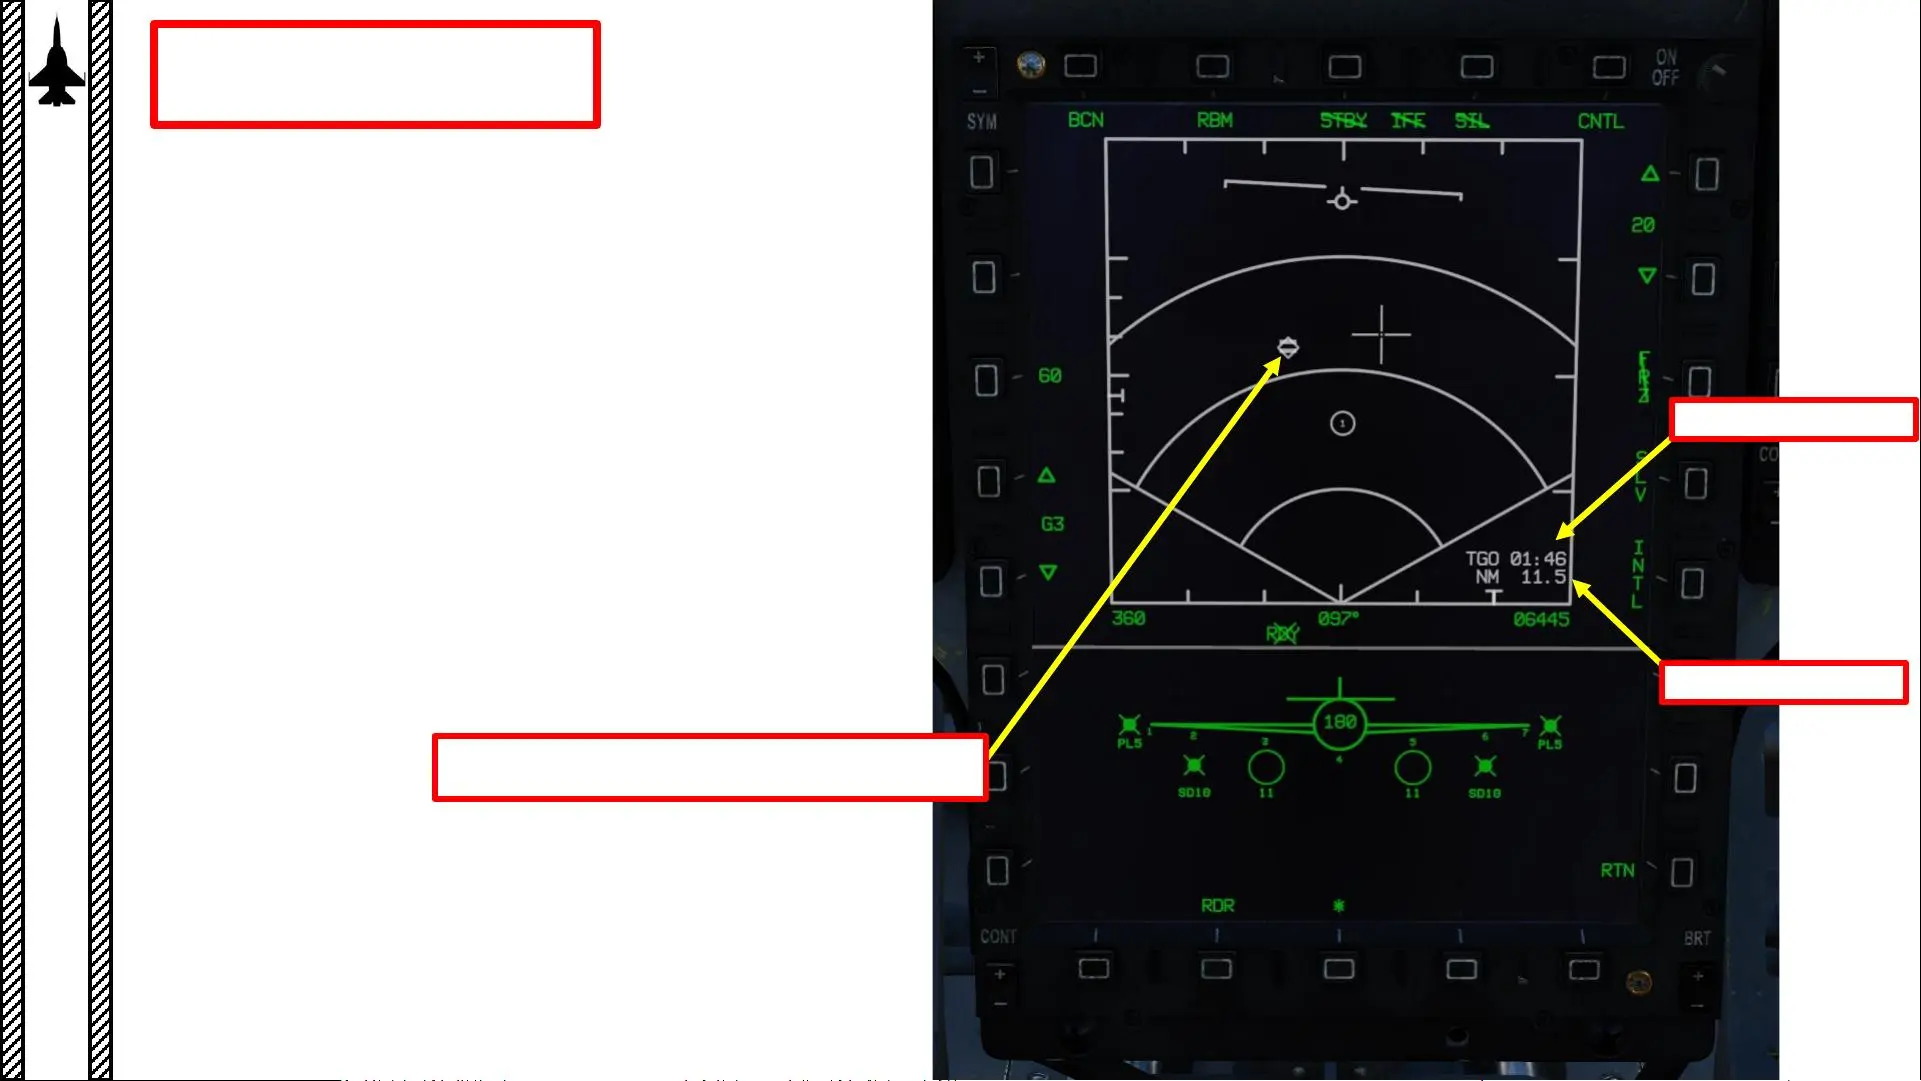 ON
OFF
SYM
BCN RBM STBY IFF SIL CNTL
20
FRZ
60
CO
SLV
G3
INTL
TGO 01:46
NM 11.5
360 097° 06445
RDY
180
PL5 1 2 3 4 5 6 7 PL5
SD10 11 11 SD10
RTN
RDR
CONT
BRT